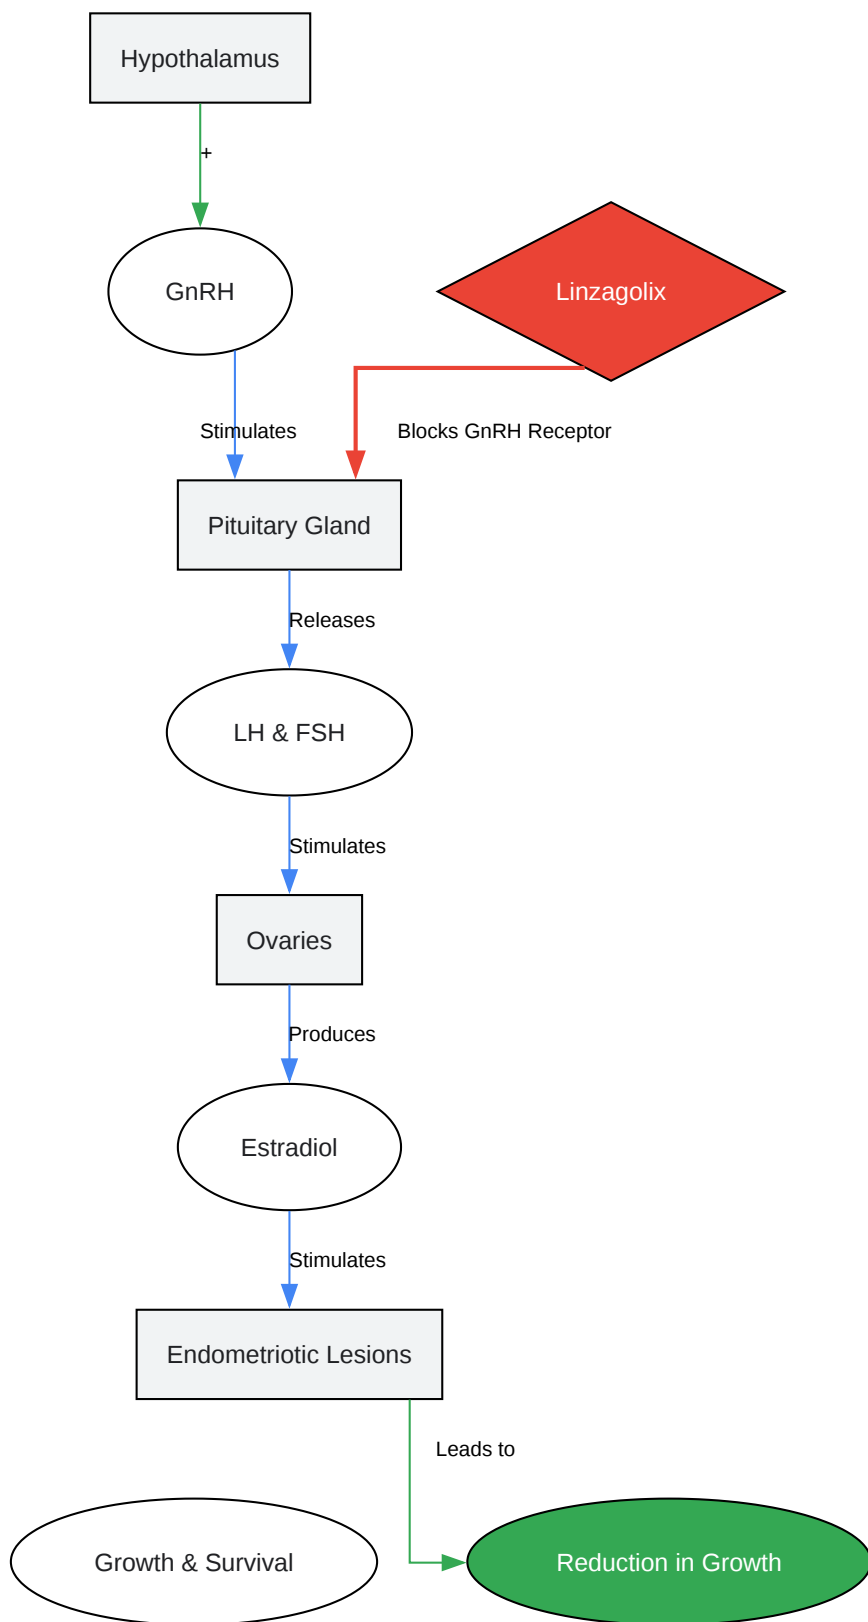 Hypothalamus
+
GnRH
Linzagolix
Stimulates
Blocks GnRH Receptor
Pituitary Gland
Releases
LH & FSH
Stimulates
Ovaries
Produces
Estradiol
Stimulates
Endometriotic Lesions
Leads to
Growth & Survival
Reduction in Growth